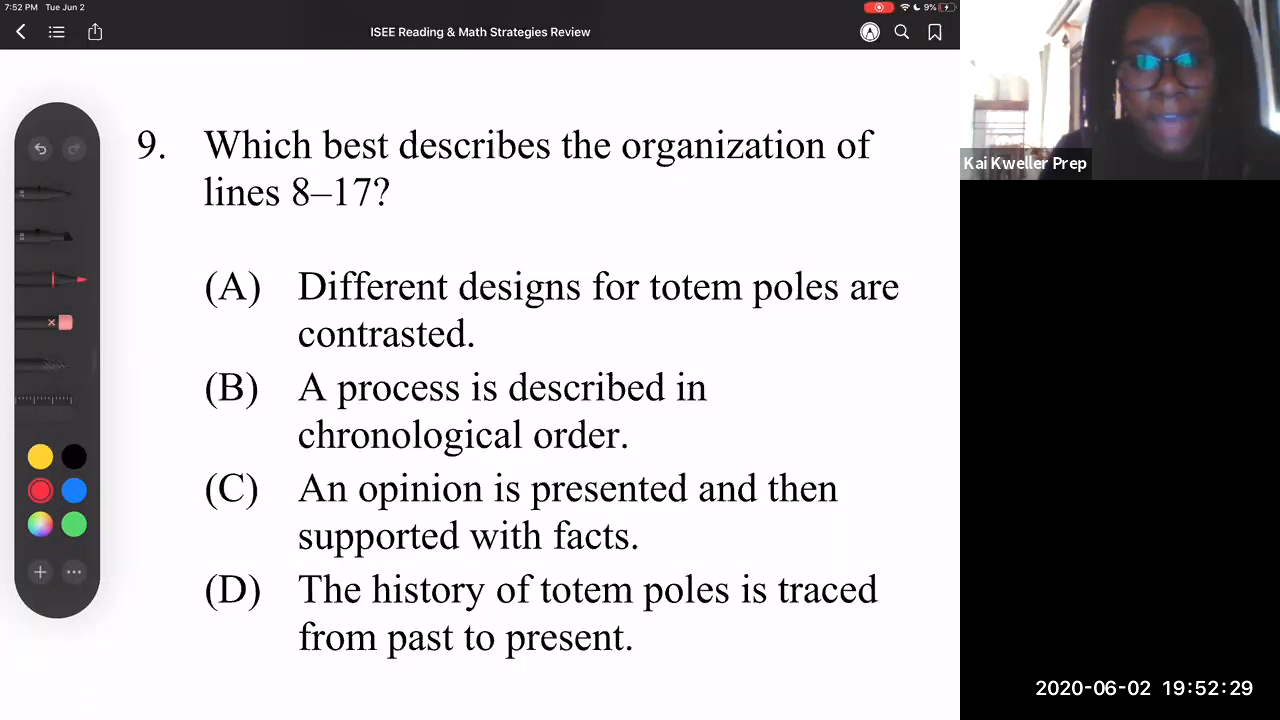 7:52 PM Tue Jun 2
9%
ISEE Reading & Math Strategies Review
9. Which best describes the organization of
lines 8–17?
(A) Different designs for totem poles are
contrasted.
(B) A process is described in
chronological order.
(C) An opinion is presented and then
supported with facts.
(D) The history of totem poles is traced
from past to present.
Kai Kweller Prep
2020-06-02 19:52:29